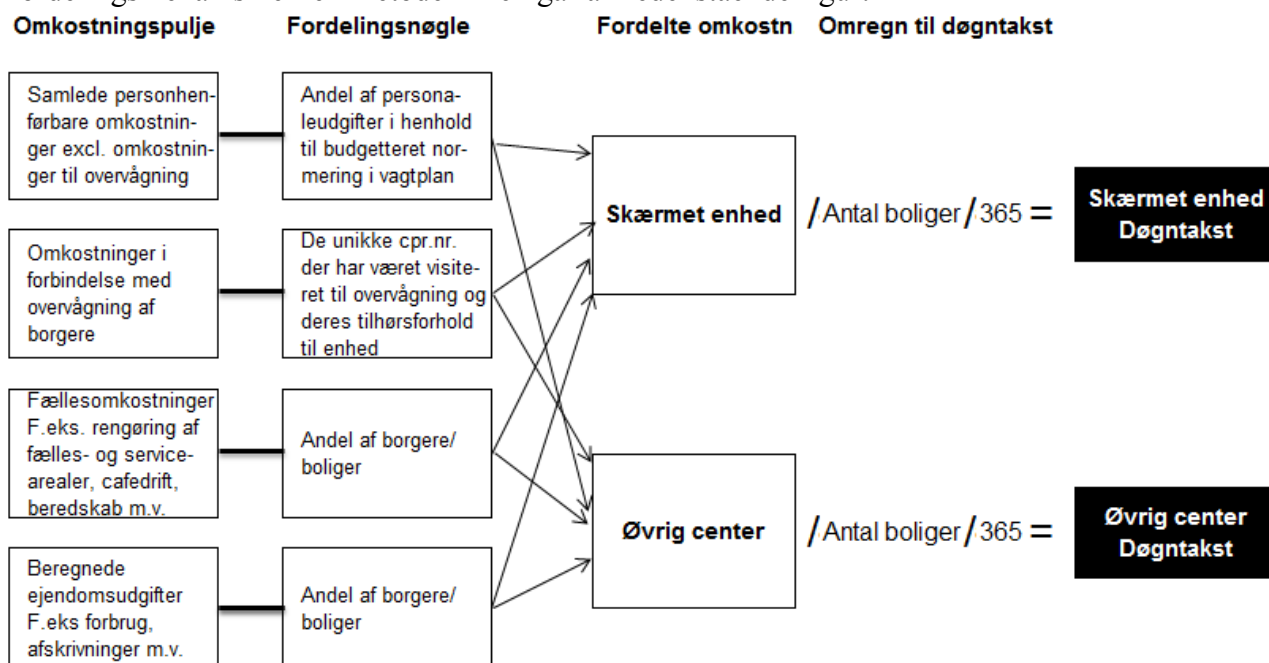 Omkostningspulje
Fordelingsnøgle
Fordelte omkostn
Omregn til døgntakst
Samlede personhen-
førbare omkostnin-
ger excl. omkostnin-
ger til overvågning
Andel af persona-
leudgifter i henhold
til budgetteret nor-
mering i vagtplan
Omkostninger i
forbindelse med
overvågning af
borgere
De unikke cpr.nr.
der har været visite-
ret til overvågning og
deres tilhørsforhold
til enhed
Fællesomkostninger
F.eks. rengøring af
fælles- og service-
arealer, cafedrift,
beredskab m.v.
Andel af borgere/
boliger
Beregnede
ejendomsudgifter
F.eks forbrug,
afskrivninger m.v.
Andel af borgere/
boliger
Skærmet enhed
/Antal boliger/365 =
Skærmet enhed
Døgntakst
Øvrig center
/Antal boliger/365 =
Øvrig center
Døgntakst